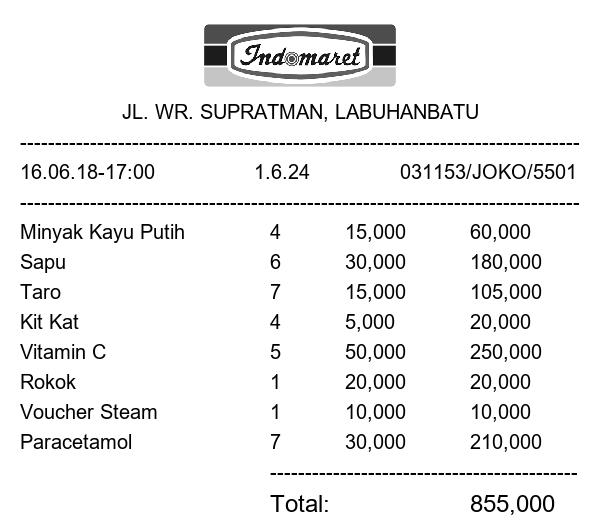 Indomaret
JL. WR. SUPRATMAN, LABUHANBATU
--------------------------------------------------------------------------------
16.06.18-17:00 1.6.24 031153/JOKO/5501
--------------------------------------------------------------------------------
Minyak Kayu Putih 4 15,000 60,000
Sapu 6 30,000 180,000
Taro 7 15,000 105,000
Kit Kat 4 5,000 20,000
Vitamin C 5 50,000 250,000
Rokok 1 20,000 20,000
Voucher Steam 1 10,000 10,000
Paracetamol 7 30,000 210,000
--------------------------------------------
Total: 855,000